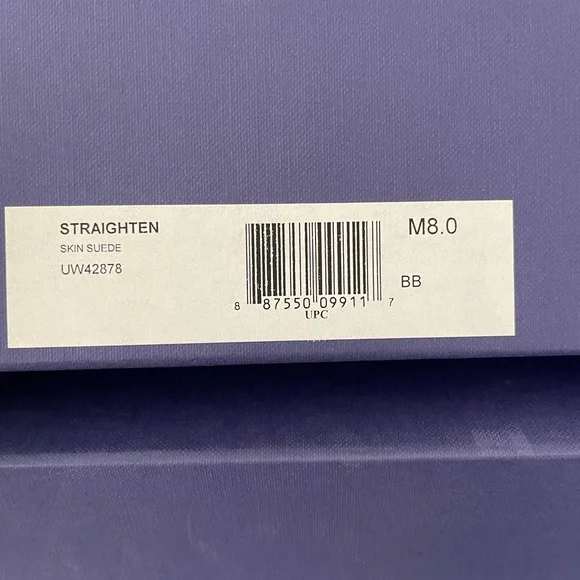 STRAIGHTEN
SKIN SUEDE
UW42878
8 87550 09911 7
UPC
M8.0
BB